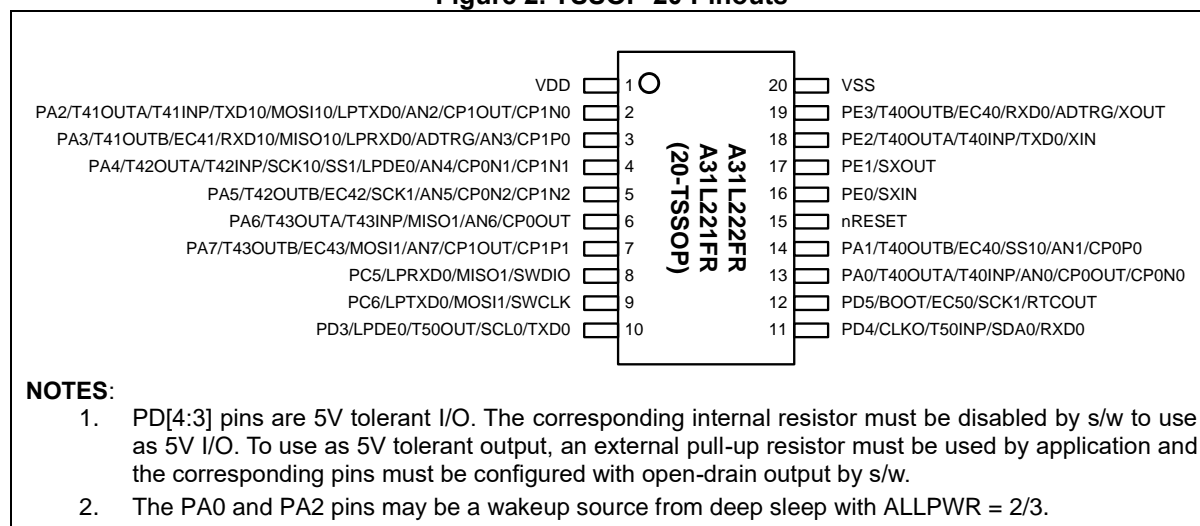 VDD
PA2/T41OUTA/T41INP/TXD10/MOSI10/LPTXD0/AN2/CP1OUT/CP1N0
PA3/T41OUTB/EC41/RXD10/MISO10/LPRXD0/ADTRG/AN3/CP1P0
PA4/T42OUTA/T42INP/SCK10/SS1/LPDE0/AN4/CP0N1/CP1N1
PA5/T42OUTB/EC42/SCK1/AN5/CP0N2/CP1N2
PA6/T43OUTA/T43INP/MISO1/AN6/CP0OUT
PA7/T43OUTB/EC43/MOSI1/AN7/CP1OUT/CP1P1
PC5/LPRXD0/MISO1/SWDIO
PC6/LPTXD0/MOSI1/SWCLK
PD3/LPDE0/T50OUT/SCL0/TXD0
1
2
3
4
5
6
7
8
9
10
A31L222FR
A31L221FR
(20-TSSOP)
20
19
18
17
16
15
14
13
12
11
VSS
PE3/T40OUTB/EC40/RXD0/ADTRG/XOUT
PE2/T40OUTA/T40INP/TXD0/XIN
PE1/SXOUT
PE0/SXIN
nRESET
PA1/T40OUTB/EC40/SS10/AN1/CP0P0
PA0/T40OUTA/T40INP/AN0/CP0OUT/CP0N0
PD5/BOOT/EC50/SCK1/RTCOUT
PD4/CLKO/T50INP/SDA0/RXD0
NOTES:
1. PD[4:3] pins are 5V tolerant I/O. The corresponding internal resistor must be disabled by s/w to use
as 5V I/O. To use as 5V tolerant output, an external pull-up resistor must be used by application and
the corresponding pins must be configured with open-drain output by s/w.
2. The PA0 and PA2 pins may be a wakeup source from deep sleep with ALLPWR = 2/3.